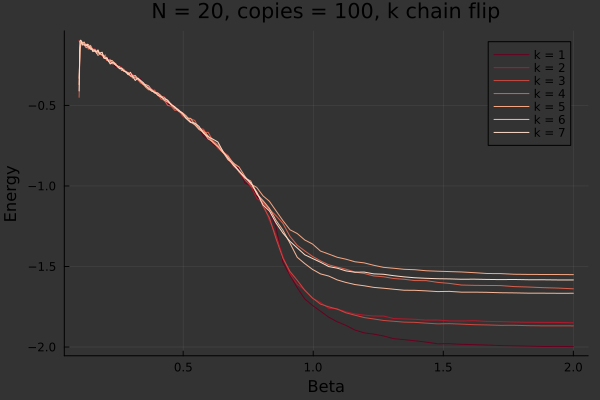 N = 20, copies = 100, k chain flip
k = 1
k = 2
k = 3
k = 4
k = 5
k = 6
k = 7
Energy
−0.5
−1.0
−1.5
−2.0
0.5
1.0
1.5
2.0
Beta